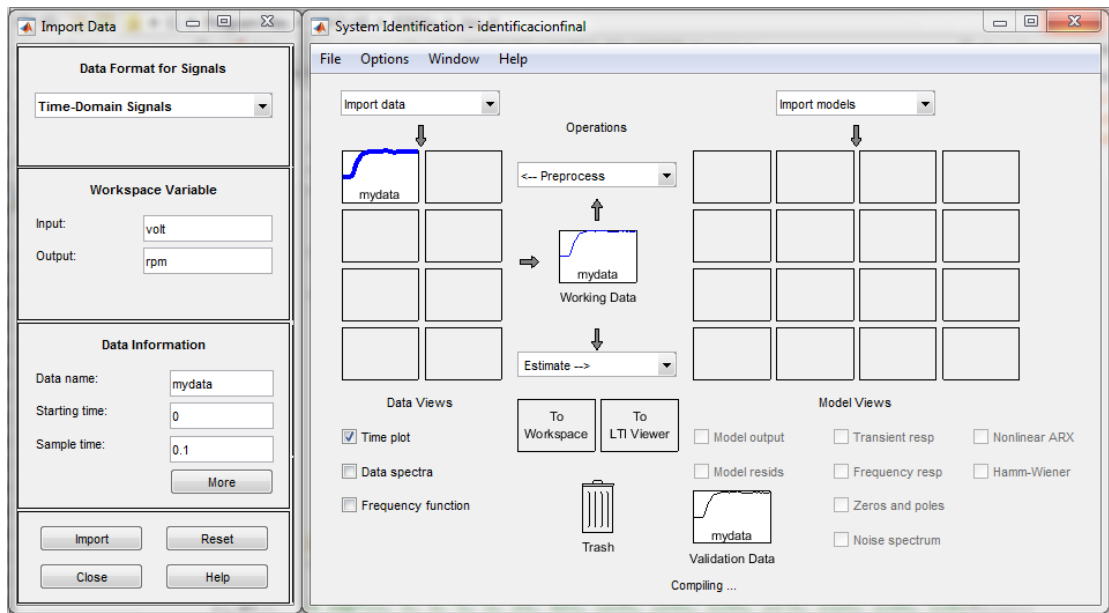 Import Data
Data Format for Signals
Time-Domain Signals
Workspace Variable
Input:
volt
Output:
rpm
Data Information
Data name:
mydata
Starting time:
0
Sample time:
0.1
More
Import
Reset
Close
Help
System Identification - identificacionfinal
File Options Window Help
Import data
Import models
Operations
mydata
<-- Preprocess
mydata
Working Data
Estimate -->
Data Views
Time plot
Data spectra
Frequency function
To
Workspace
To
LTI Viewer
Trash
Model Views
Model output
Transient resp
Nonlinear ARX
Model resids
Frequency resp
Hamm-Wiener
Zeros and poles
Noise spectrum
mydata
Validation Data
Compiling ...